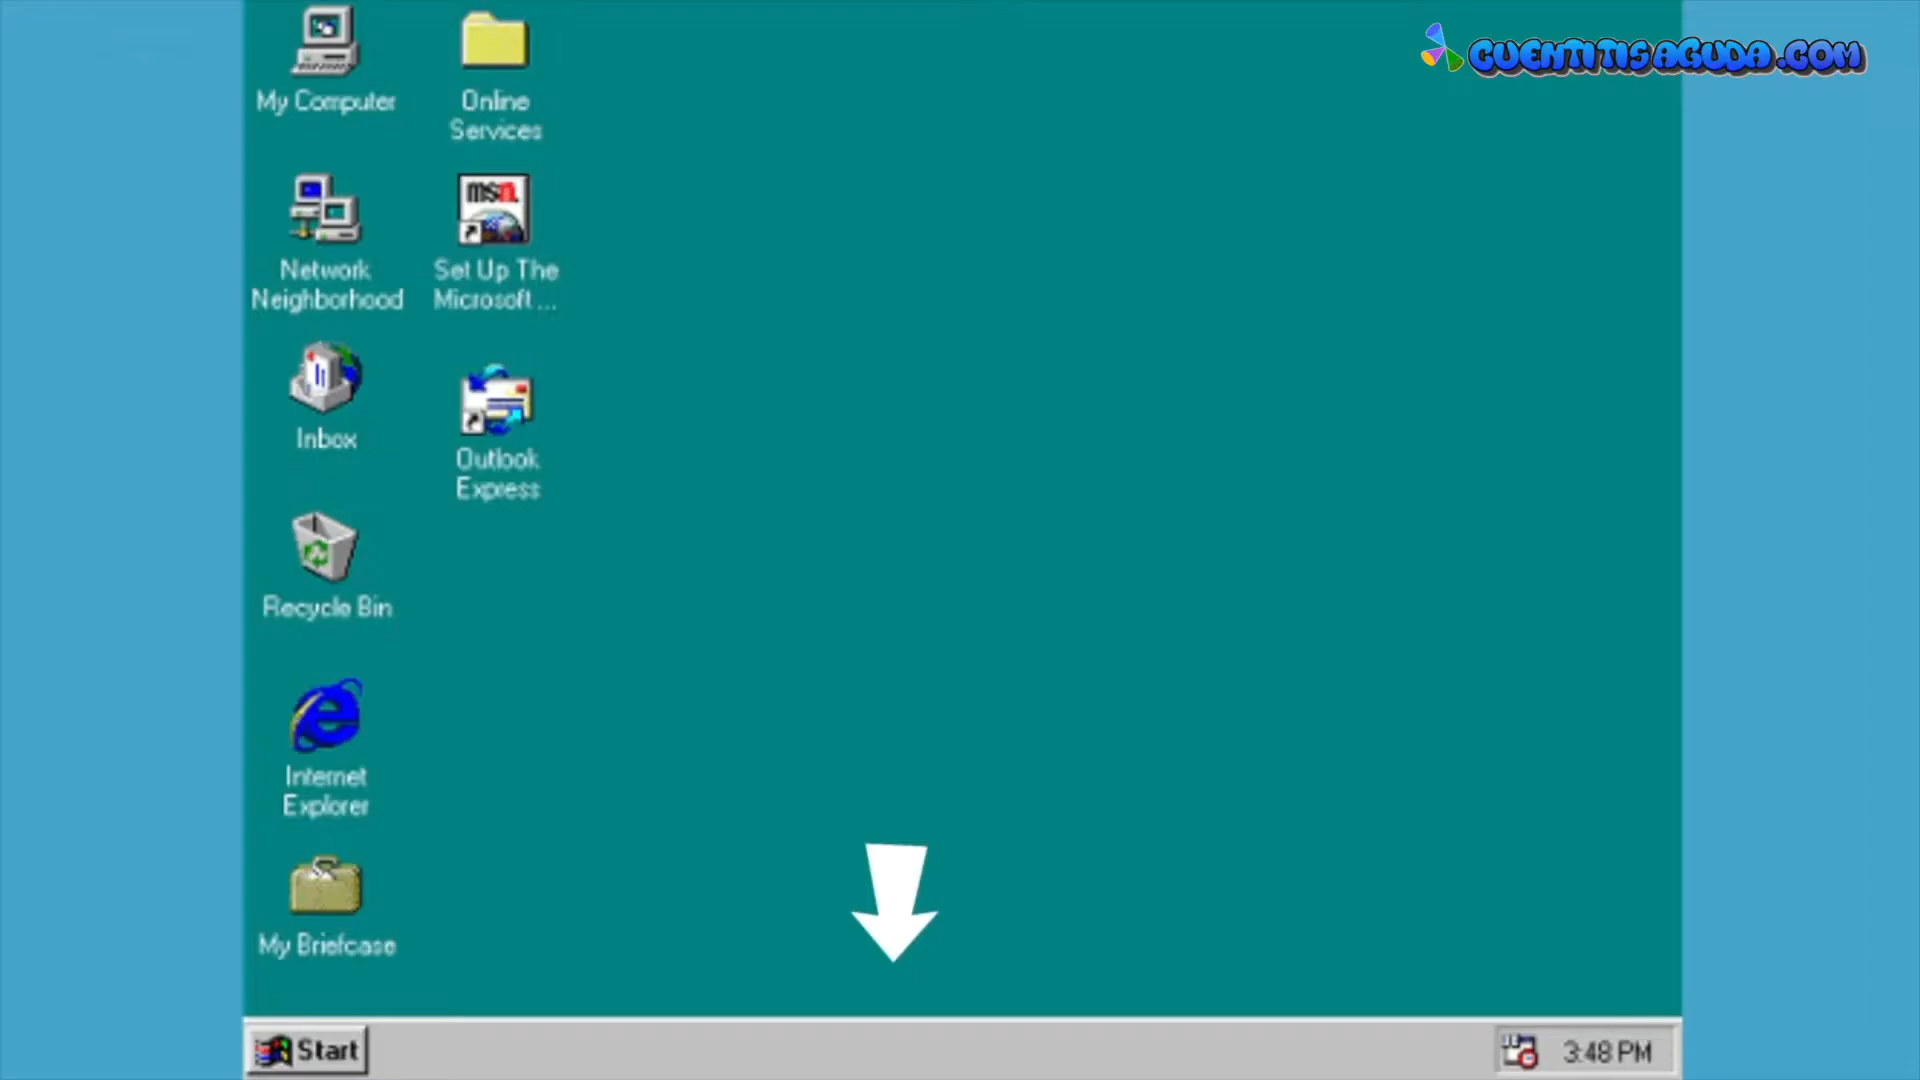 CUENTITISAGUDA.COM
My Computer
Online
Services
msn.
Network
Neighborhood
Set Up The
Microsoft ...
Inbox
Outlook
Express
Recycle Bin
Internet
Explorer
My Briefcase
Start
3:48 PM